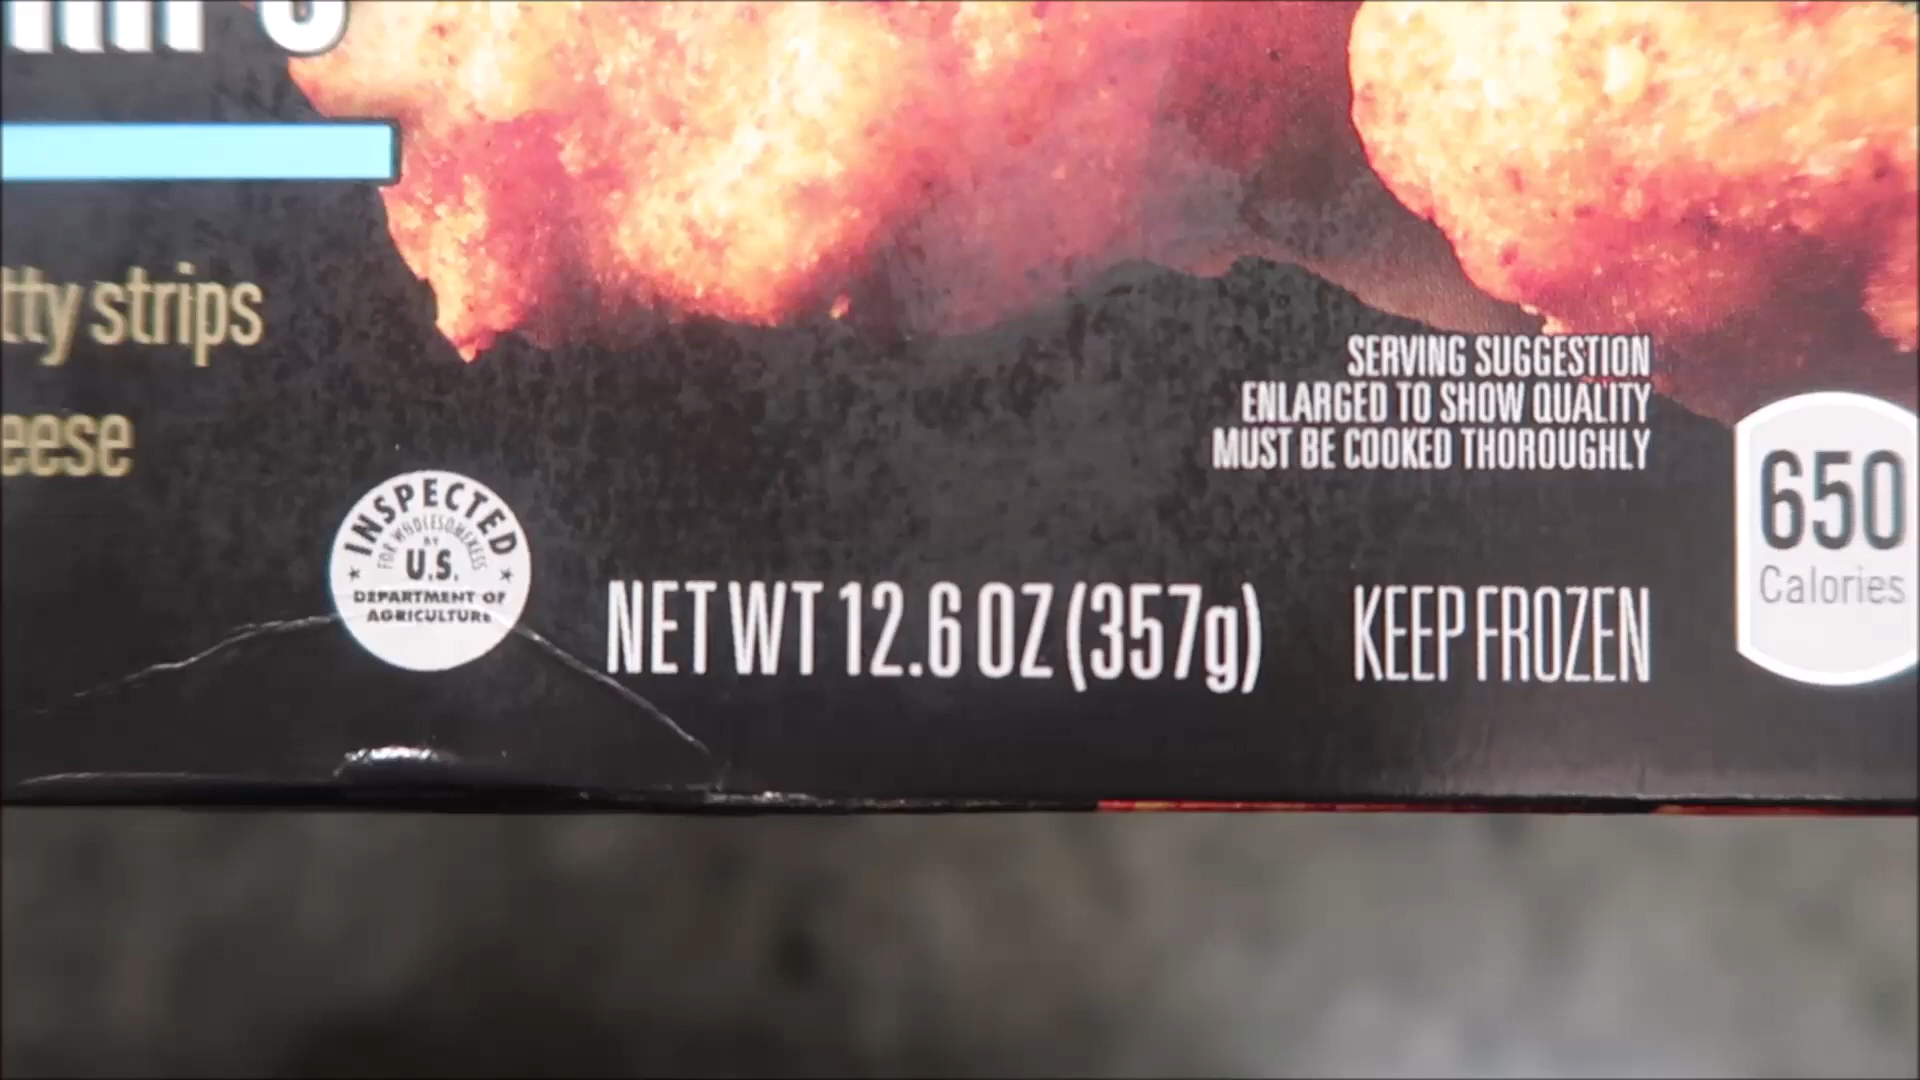 tty strips
eese
SERVING SUGGESTION
ENLARGED TO SHOW QUALITY
MUST BE COOKED THOROUGHLY
650
Calories
INSPECTED
FOR WHOLESOMENESS
BY
U.S.
DEPARTMENT OF
AGRICULTURE
NET WT 12.6 OZ (357g)
KEEP FROZEN